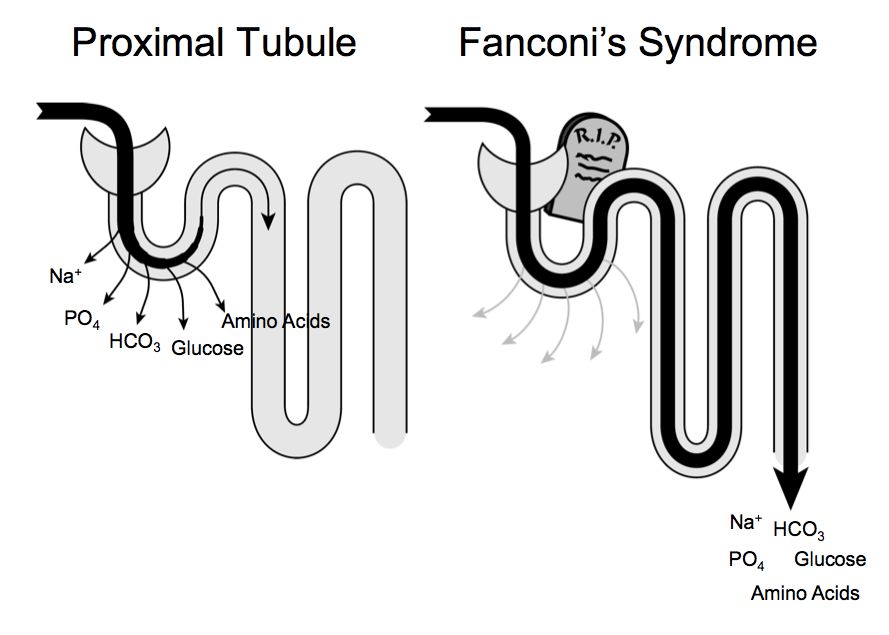 Proximal Tubule
Fanconi’s Syndrome
R.I.P.
Na⁺
PO₄
HCO₃
Glucose
Amino Acids
Na⁺
HCO₃
PO₄
Glucose
Amino Acids